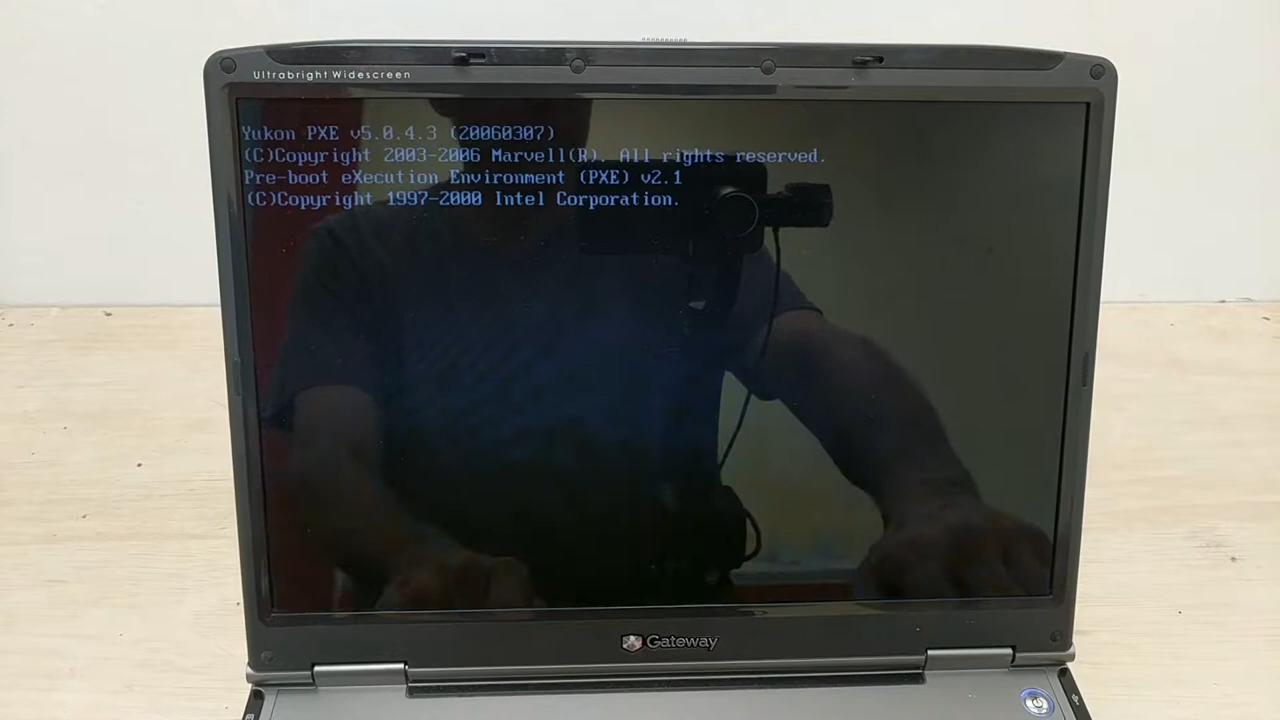 Ultrabright Widescreen
Yukon PXE v5.0.4.3 (20060307)
(C)Copyright 2003-2006 Marvell(R). All rights reserved.
Pre-boot eXecution Environment (PXE) v2.1
(C)Copyright 1997-2000 Intel Corporation.
Gateway